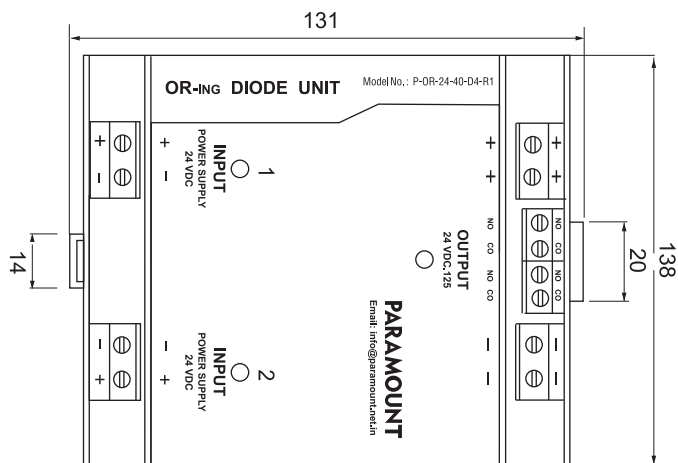 131
OR-ING DIODE UNIT
Model No.: P-OR-24-40-D4-R1
+
-
+
-
INPUT 1
POWER SUPPLY
24 VDC
14
-
+
-
+
INPUT 2
POWER SUPPLY
24 VDC
+
+
+
+
NO
CO
NO
CO
NO
CO
NO
CO
OUTPUT
24 VDC.125
-
-
-
-
PARAMOUNT
Email: info@paramount.net.in
20
138